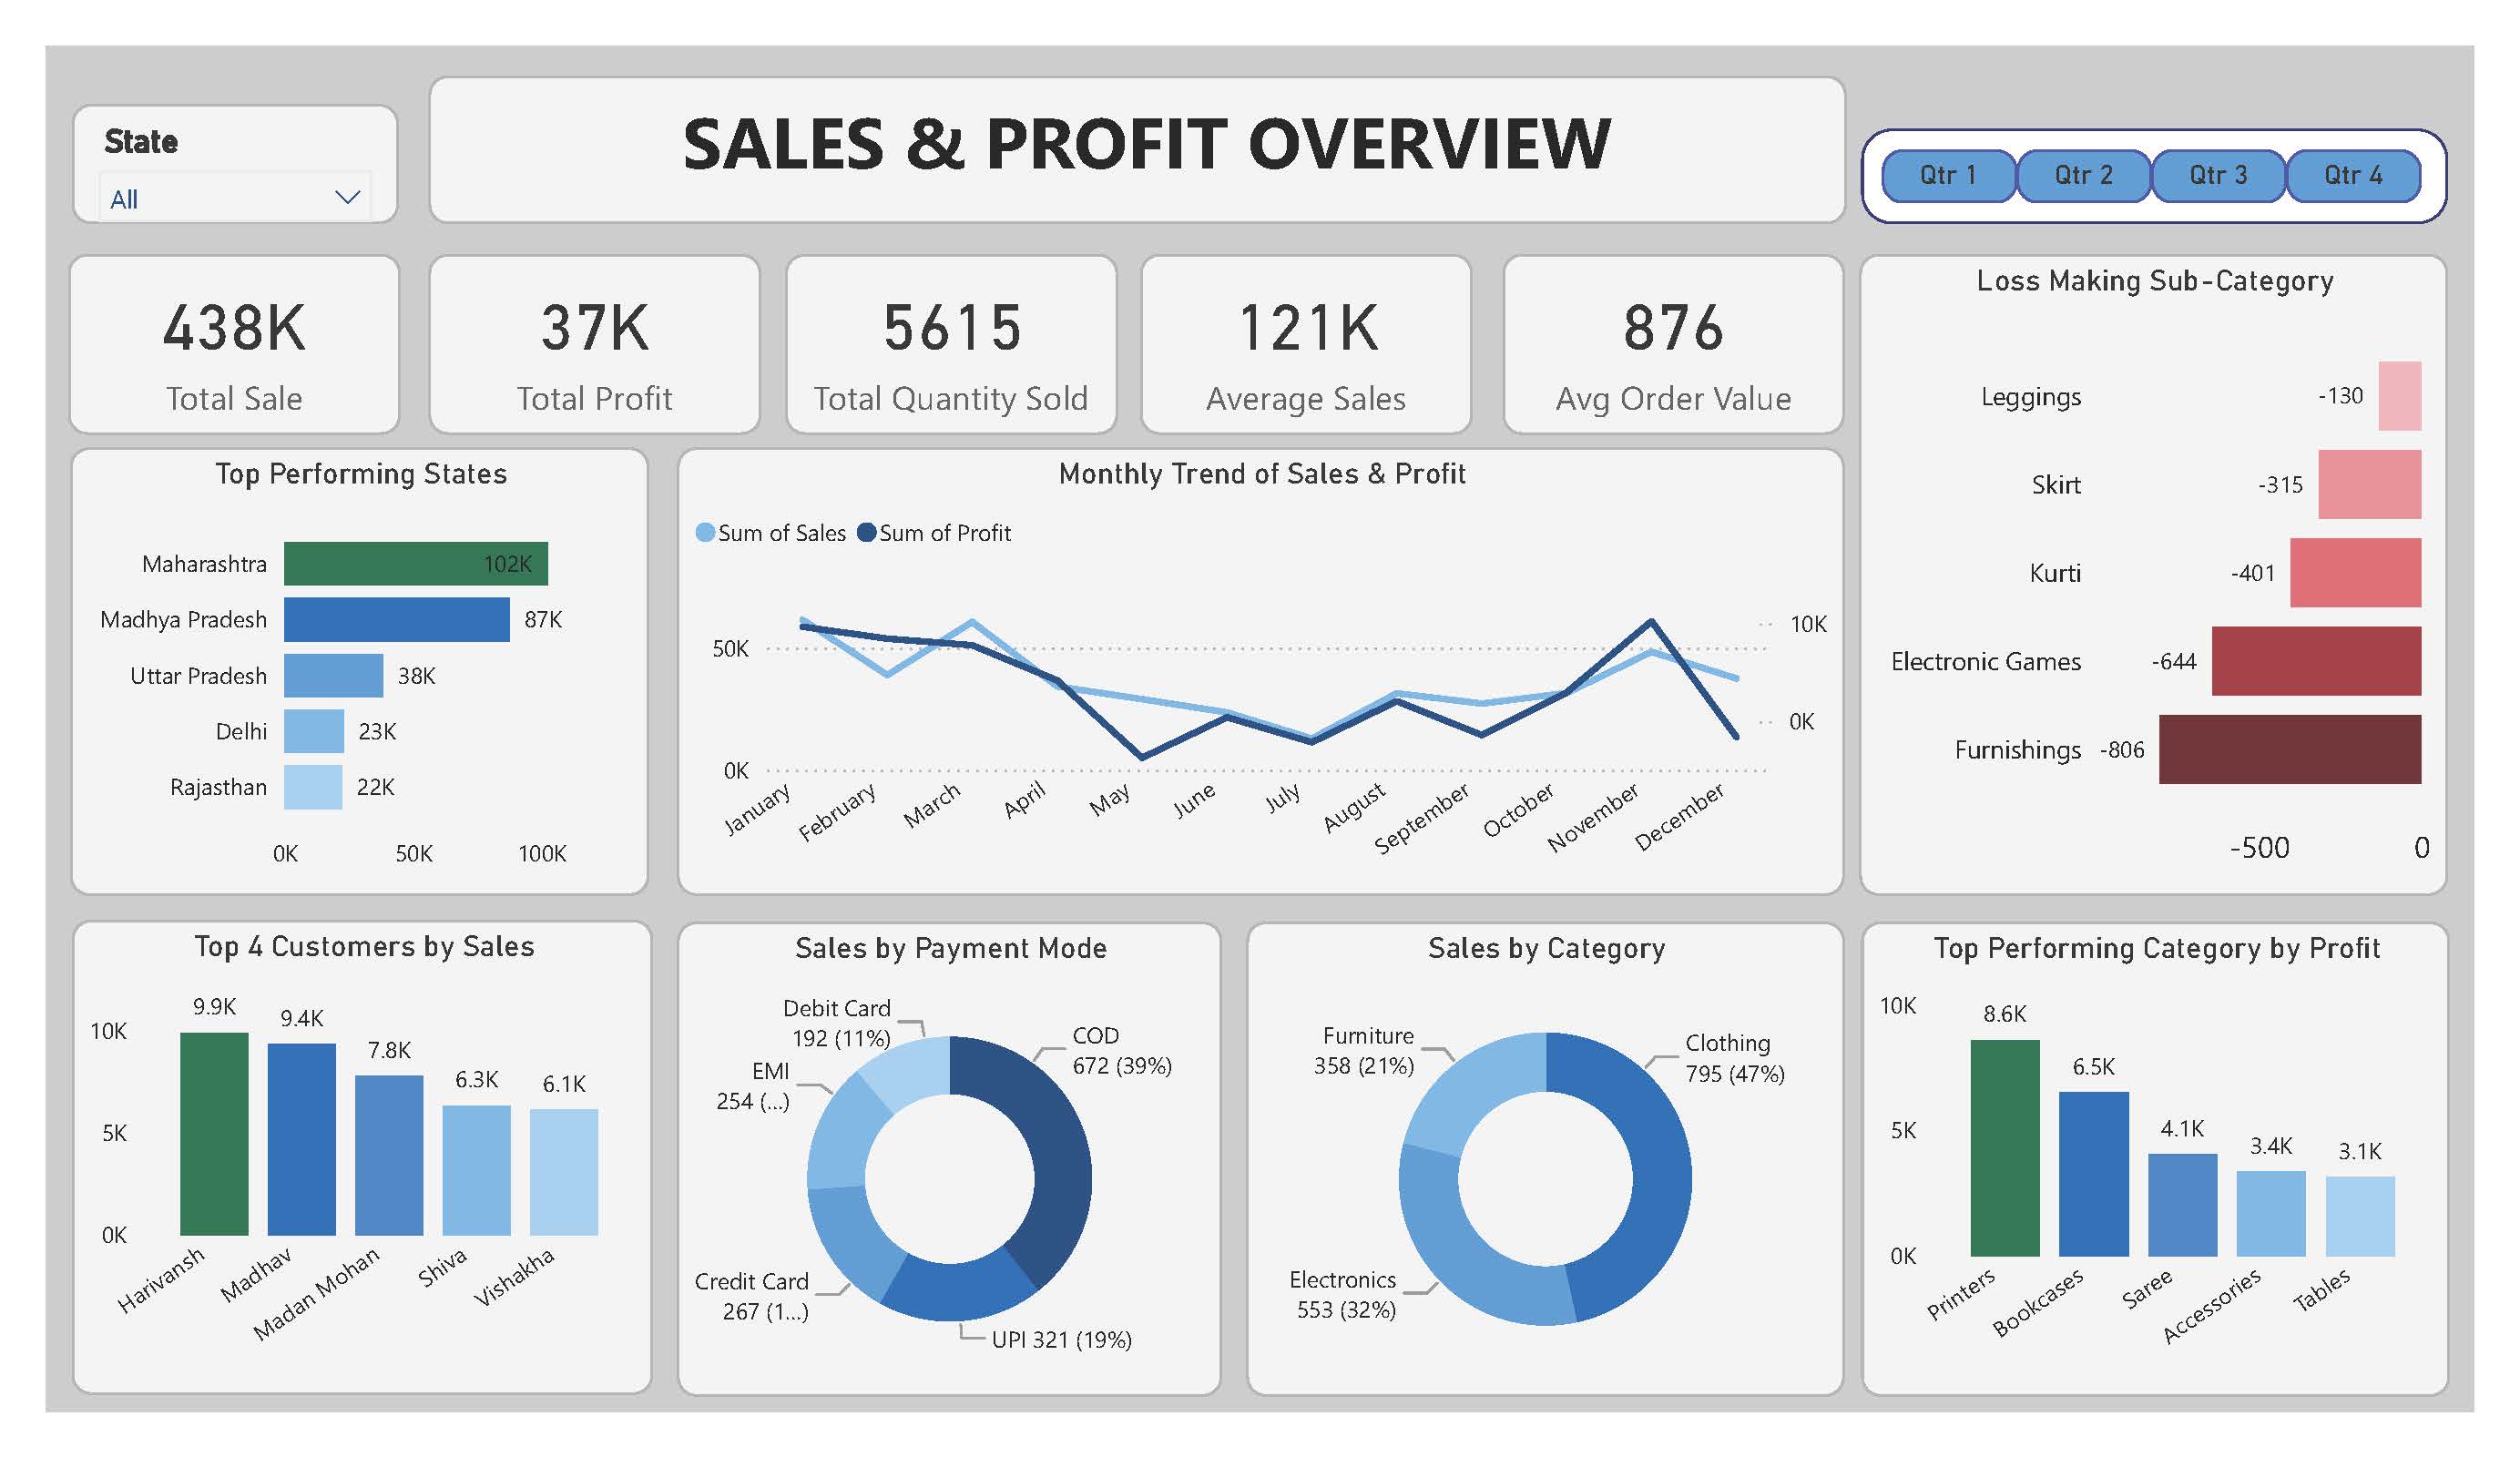 State
All
SALES & PROFIT OVERVIEW
Qtr 1 Qtr 2 Qtr 3 Qtr 4
438K
Total Sale
37K
Total Profit
5615
Total Quantity Sold
121K
Average Sales
876
Avg Order Value
Top Performing States
Maharashtra 102K
Madhya Pradesh 87K
Uttar Pradesh 38K
Delhi 23K
Rajasthan 22K
0K 50K 100K
Monthly Trend of Sales & Profit
Sum of Sales Sum of Profit
10K
50K
0K
0K
January February March April May June July August September October November December
Loss Making Sub-Category
Leggings -130
Skirt -315
Kurti -401
Electronic Games -644
Furnishings -806
-500 0
Top 4 Customers by Sales
10K
5K
0K
9.9K 9.4K 7.8K 6.3K 6.1K
Harivansh Madhav Madan Mohan Shiva Vishakha
Sales by Payment Mode
Debit Card
192 (11%)
COD
672 (39%)
EMI
254 (...)
Credit Card
267 (1...)
UPI 321 (19%)
Sales by Category
Furniture
358 (21%)
Clothing
795 (47%)
Electronics
553 (32%)
Top Performing Category by Profit
10K
5K
0K
8.6K 6.5K 4.1K 3.4K 3.1K
Printers Bookcases Saree Accessories Tables